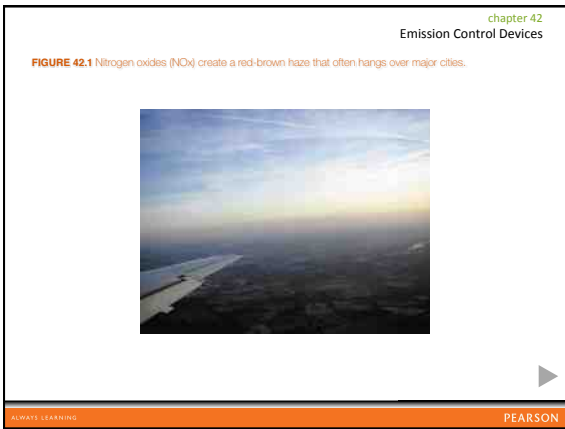 chapter 42
Emission Control Devices
FIGURE 42.1 Nitrogen oxides (NOx) create a red-brown haze that often hangs over major cities.
ALWAYS LEARNING
PEARSON